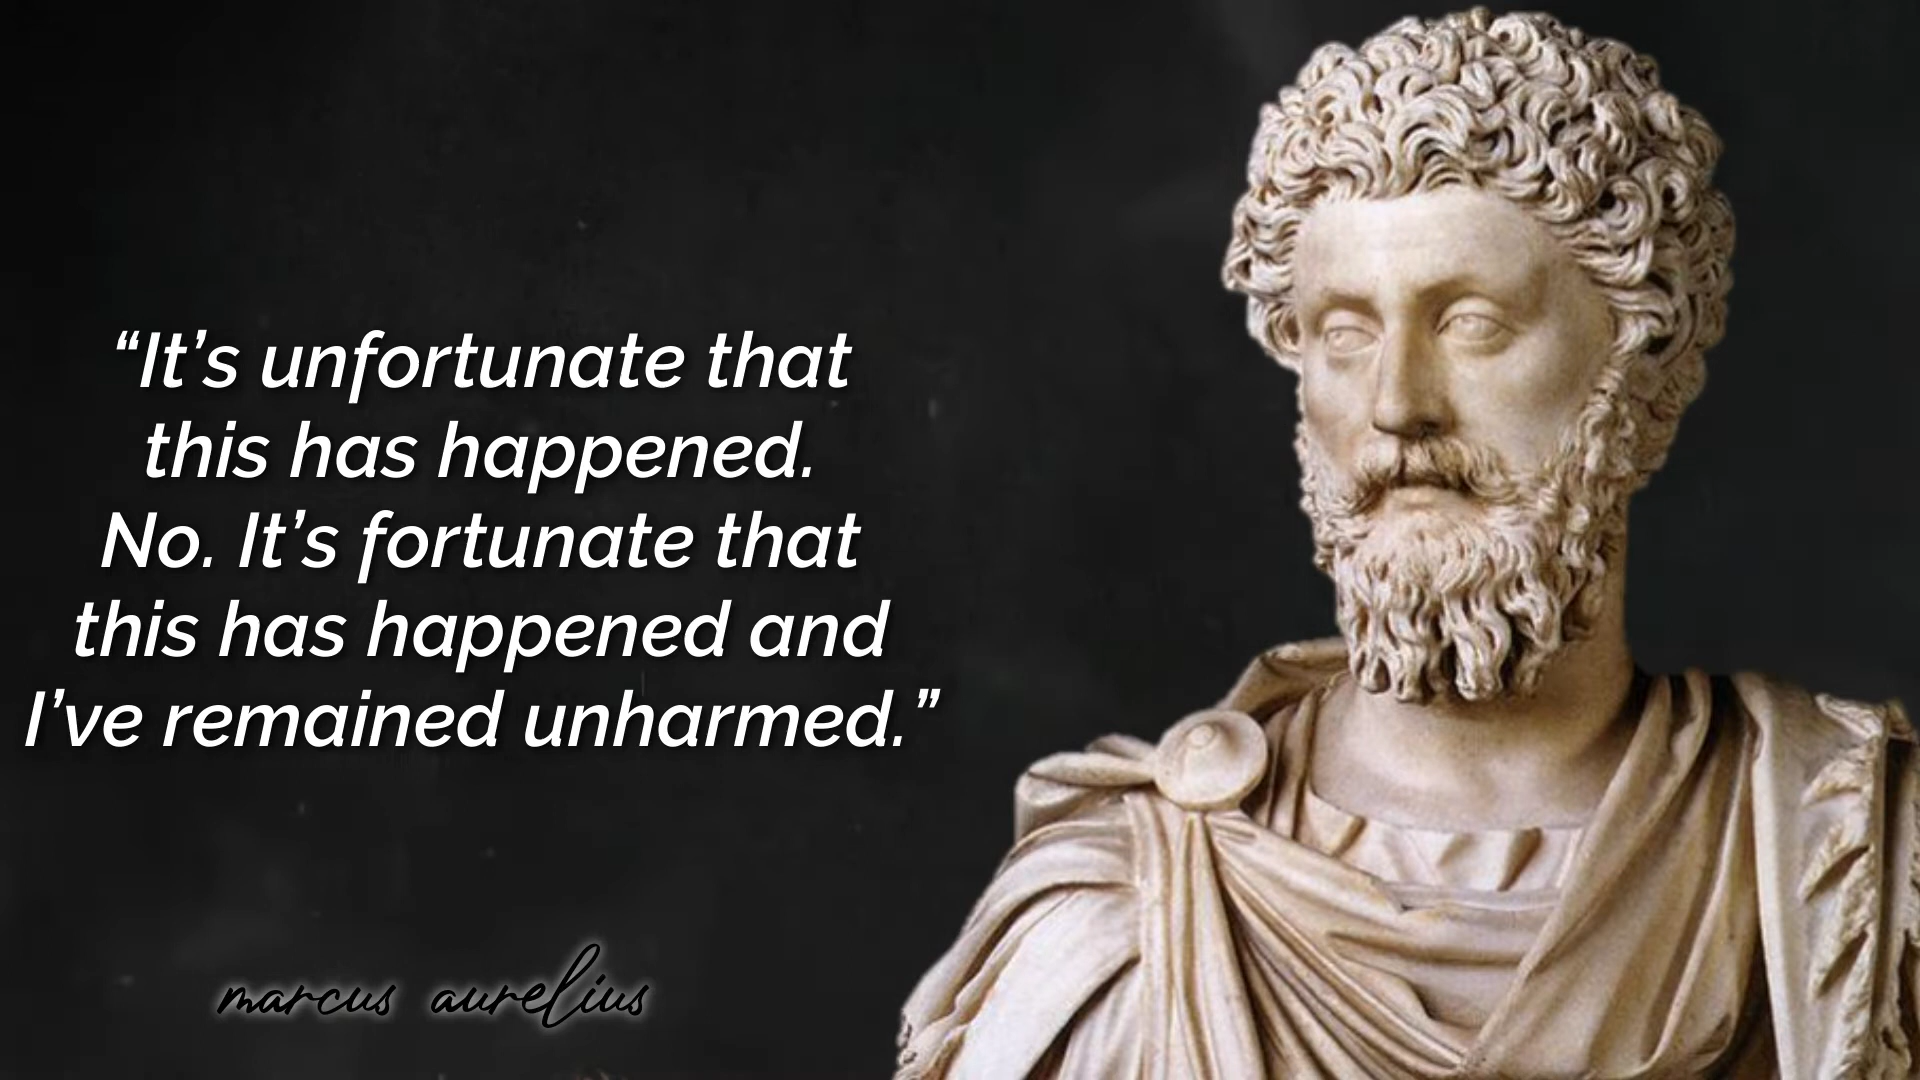 “It’s unfortunate that
this has happened.
No. It’s fortunate that
this has happened and
I’ve remained unharmed.”
marcus aurelius